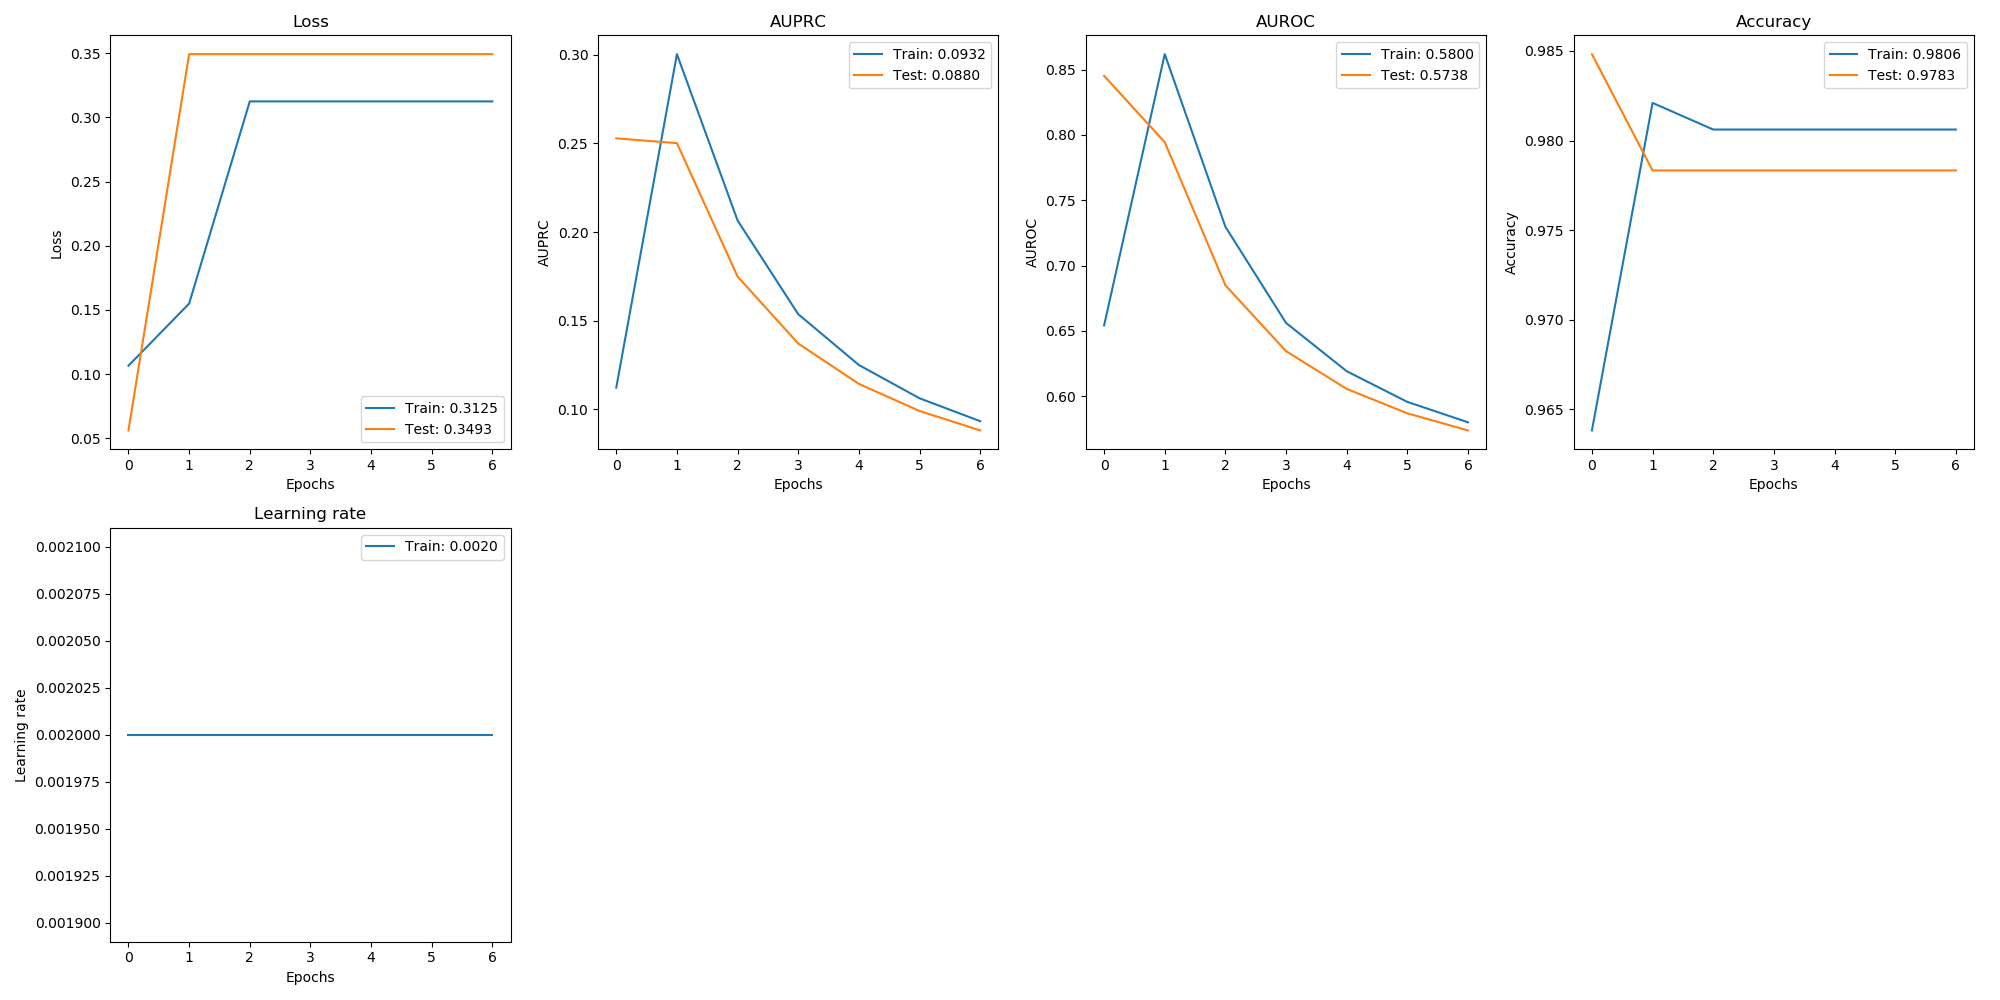 Loss
0.35
0.30
0.25
0.20
0.15
0.10
0.05
Loss
Train: 0.3125
Test: 0.3493
0 1 2 3 4 5 6
Epochs
AUPRC
0.30
0.25
0.20
0.15
0.10
AUPRC
Train: 0.0932
Test: 0.0880
0 1 2 3 4 5 6
Epochs
AUROC
0.85
0.80
0.75
0.70
0.65
0.60
AUROC
Train: 0.5800
Test: 0.5738
0 1 2 3 4 5 6
Epochs
Accuracy
0.985
0.980
0.975
0.970
0.965
Accuracy
Train: 0.9806
Test: 0.9783
0 1 2 3 4 5 6
Epochs
Learning rate
0.002100
0.002075
0.002050
0.002025
0.002000
0.001975
0.001950
0.001925
0.001900
Learning rate
Train: 0.0020
0 1 2 3 4 5 6
Epochs